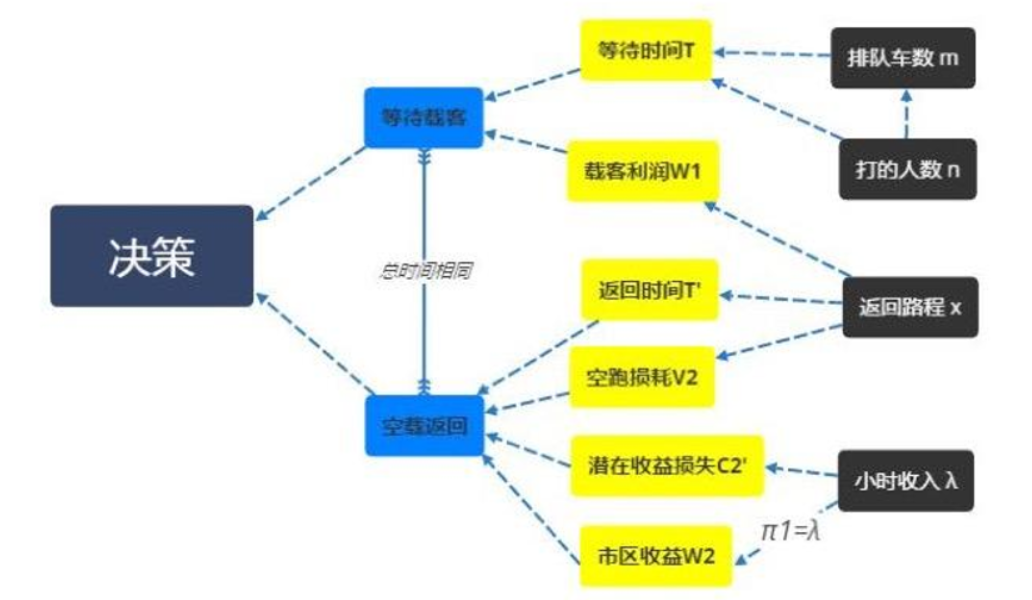 等待时间T
排队车数 m
等待载客
载客利润W1
打的人数 n
决策
总时间相同
返回时间T'
返回路程 x
空跑损耗V2
空载返回
潜在收益损失C2'
小时收入 λ
π1=λ
市区收益W2